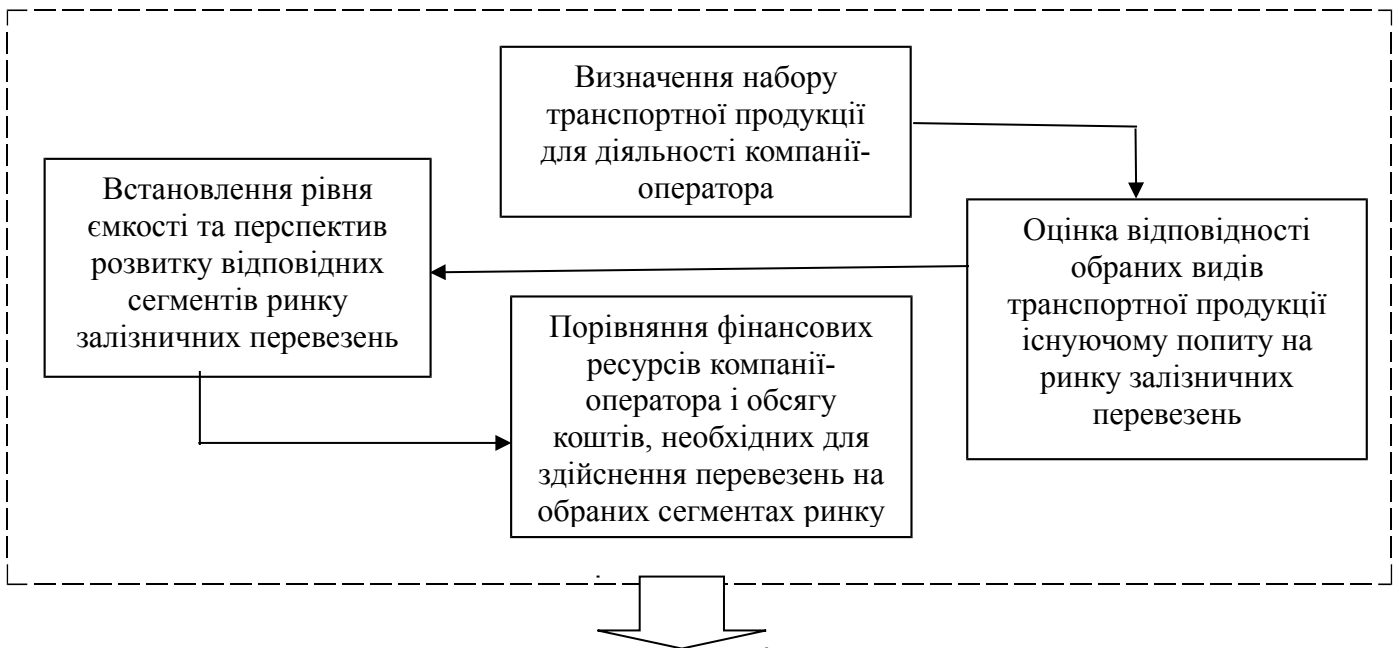 Визначення набору
транспортної продукції
для діяльності компанії-
оператора
Оцінка відповідності
обраних видів
транспортної продукції
існуючому попиту на
ринку залізничних
перевезень
Встановлення рівня
ємкості та перспектив
розвитку відповідних
сегментів ринку
залізничних перевезень
Порівняння фінансових
ресурсів компанії-
оператора і обсягу
коштів, необхідних для
здійснення перевезень на
обраних сегментах ринку